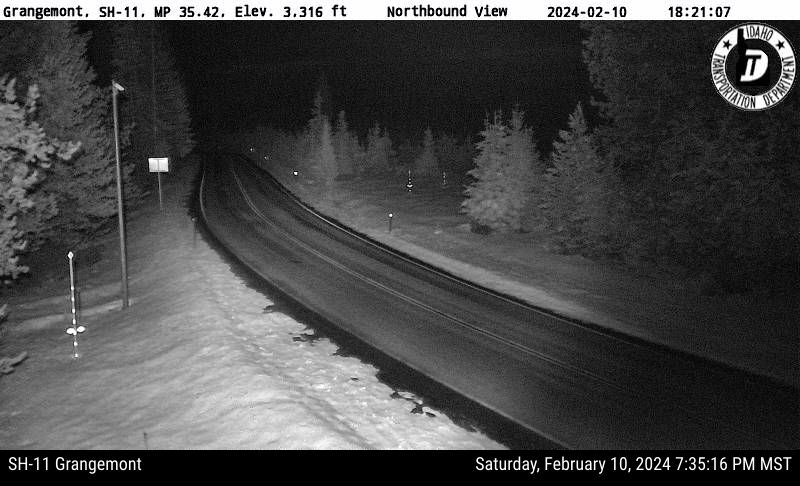 Grangemont, SH-11, MP 35.42, Elev. 3,316 ft Northbound View 2024-02-10 18:21:07
IDAHO
TRANSPORTATION DEPARTMENT
SH-11 Grangemont Saturday, February 10, 2024 7:35:16 PM MST